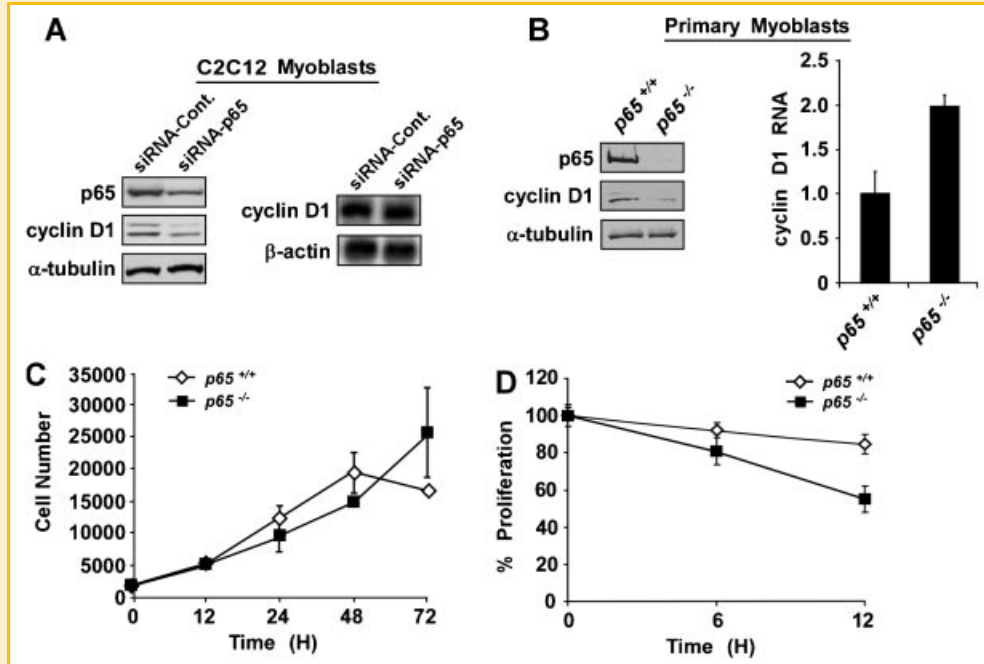 A
C2C12 Myoblasts
siRNA-Cont.
siRNA-p65
p65
cyclin D1
α-tubulin
siRNA-Cont.
siRNA-p65
cyclin D1
β-actin
B
Primary Myoblasts
p65 +/+
p65 -/-
p65
cyclin D1
α-tubulin
cyclin D1 RNA
2.5
2.0
1.0
0.5
0
p65 +/+
p65 -/-
C
p65 +/+
p65 -/-
Cell Number
35000
30000
25000
20000
15000
10000
5000
0
0 12 24 48 72
Time (H)
D
p65 +/+
p65 -/-
% Proliferation
120
100
80
60
40
20
0
0 6 12
Time (H)